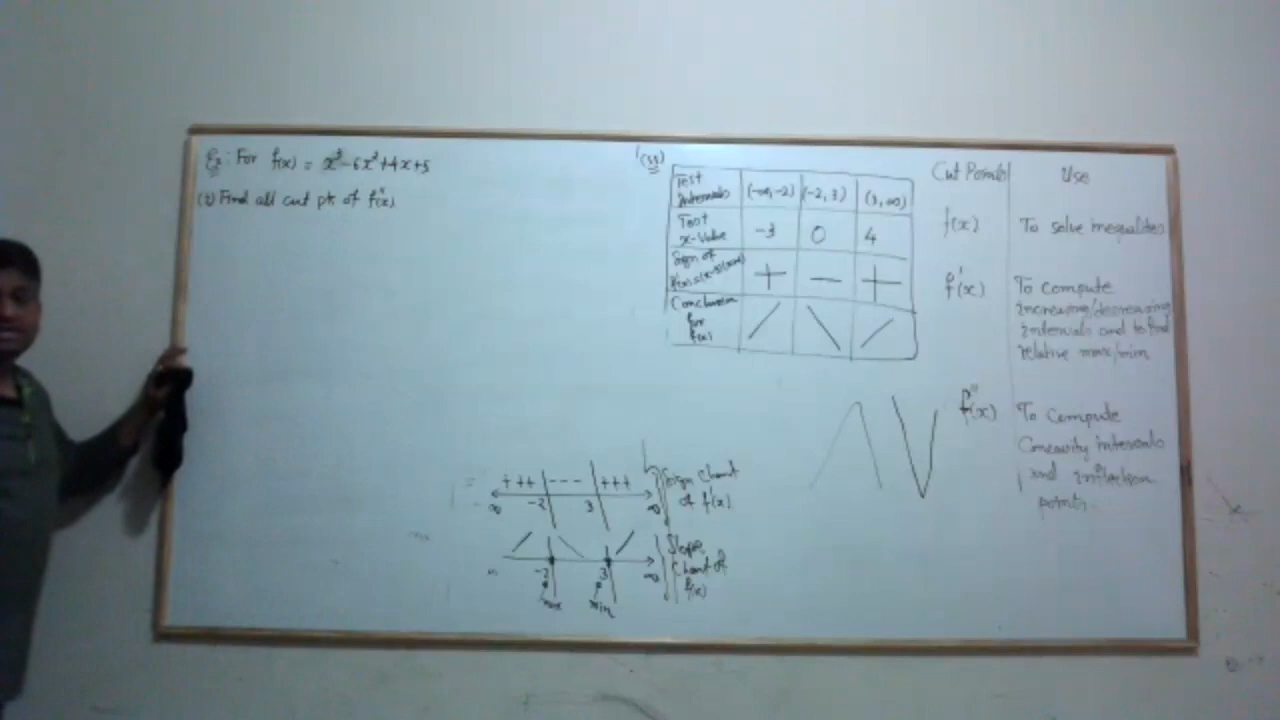 Ex: For f(x) = x³-6x²+4x+5
(i) Find all cut pts of f''(x)
Test Intervals (-∞,-2) (-2, 3) (3, ∞)
Test x-Value -3 0 4
Sign of + - +
Conclusion for f(x) / \ /
Cut Points Use
f(x) To solve inequalities
f'(x) To compute
increasing/decreasing
intervals and to find
relative max/min
f''(x) To compute
Concavity intervals
and inflection
points.
+ + + - - - + + +
-2 3 ∞
Sign Chart
of f'(x)
-2 3 ∞
Slope
Chart of
f(x)
max min